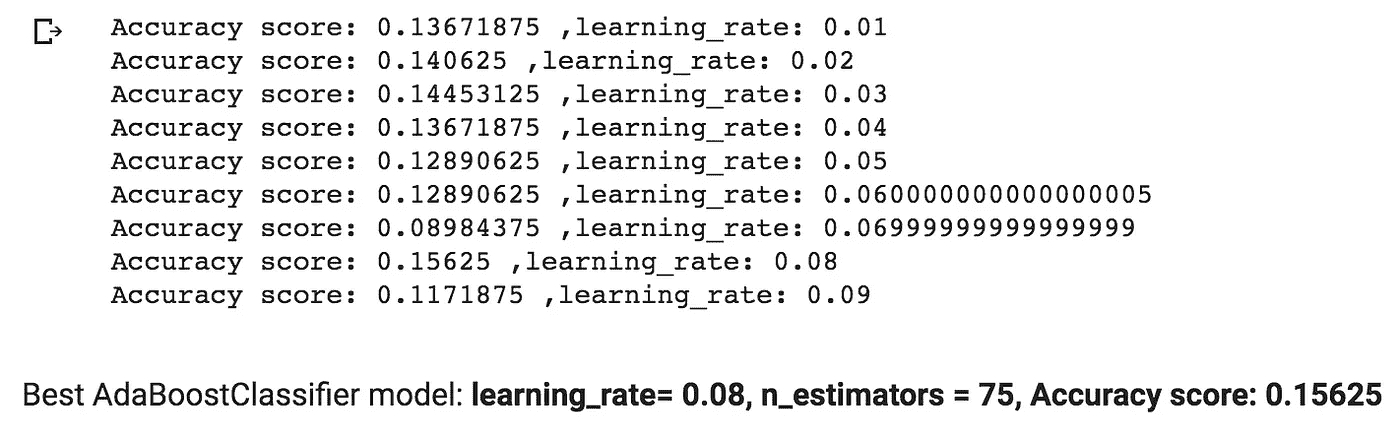 Accuracy score: 0.13671875 ,learning_rate: 0.01
Accuracy score: 0.140625 ,learning_rate: 0.02
Accuracy score: 0.14453125 ,learning_rate: 0.03
Accuracy score: 0.13671875 ,learning_rate: 0.04
Accuracy score: 0.12890625 ,learning_rate: 0.05
Accuracy score: 0.12890625 ,learning_rate: 0.060000000000000005
Accuracy score: 0.08984375 ,learning_rate: 0.06999999999999999
Accuracy score: 0.15625 ,learning_rate: 0.08
Accuracy score: 0.1171875 ,learning_rate: 0.09
Best AdaBoostClassifier model: learning_rate= 0.08, n_estimators = 75, Accuracy score: 0.15625